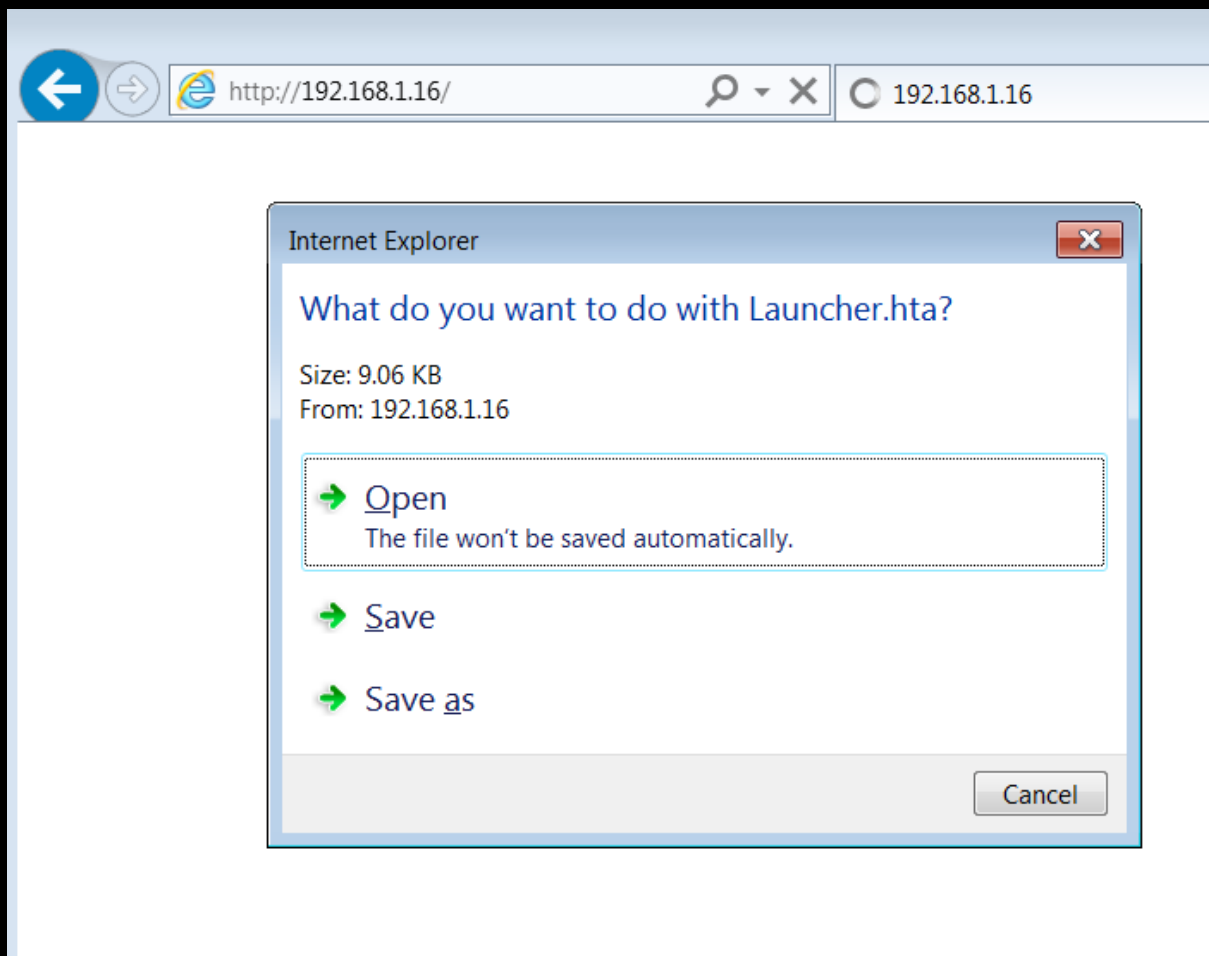 http://192.168.1.16/
192.168.1.16
Internet Explorer
What do you want to do with Launcher.hta?
Size: 9.06 KB
From: 192.168.1.16
Open
The file won't be saved automatically.
Save
Save as
Cancel